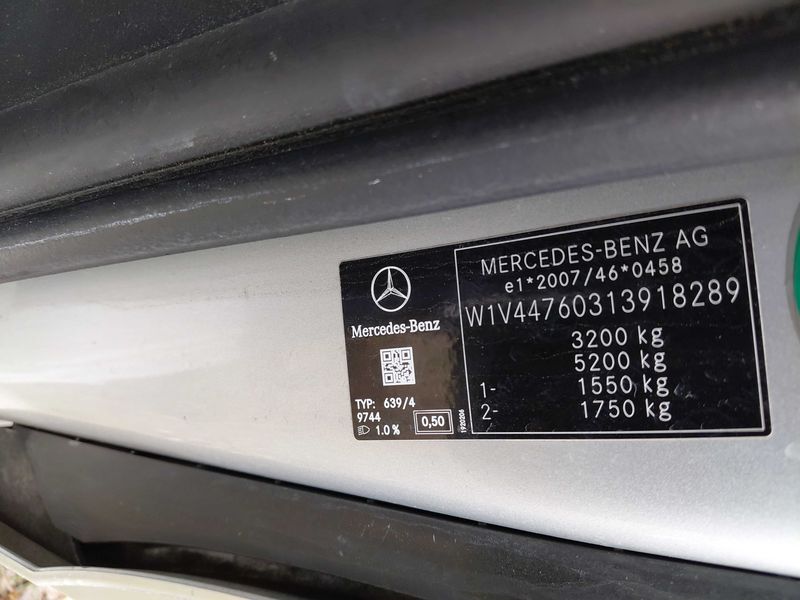 Mercedes-Benz
TYP: 639/4
9744
1.0 %
0,50
1920206
MERCEDES-BENZ AG
e1*2007/46*0458
W1V44760313918289
3200 kg
5200 kg
1- 1550 kg
2- 1750 kg